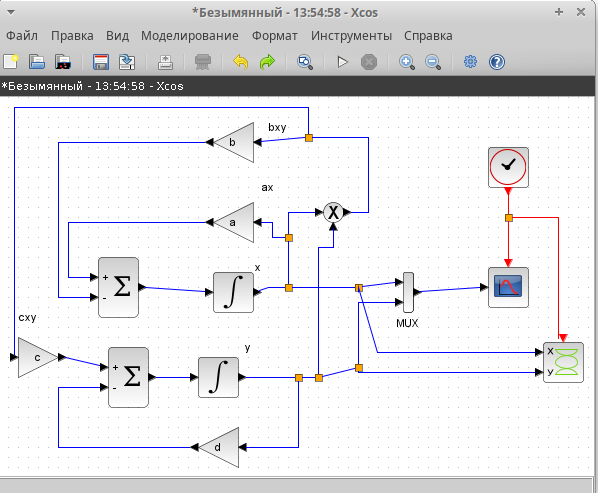 *Безымянный - 13:54:58 - Xcos
Файл Правка Вид Моделирование Формат Инструменты Справка
*Безымянный - 13:54:58 - Xcos
bxy
b
ax
a
X
x
+
-
Σ
∫
MUX
cxy
c
y
+
-
Σ
∫
X
У
d